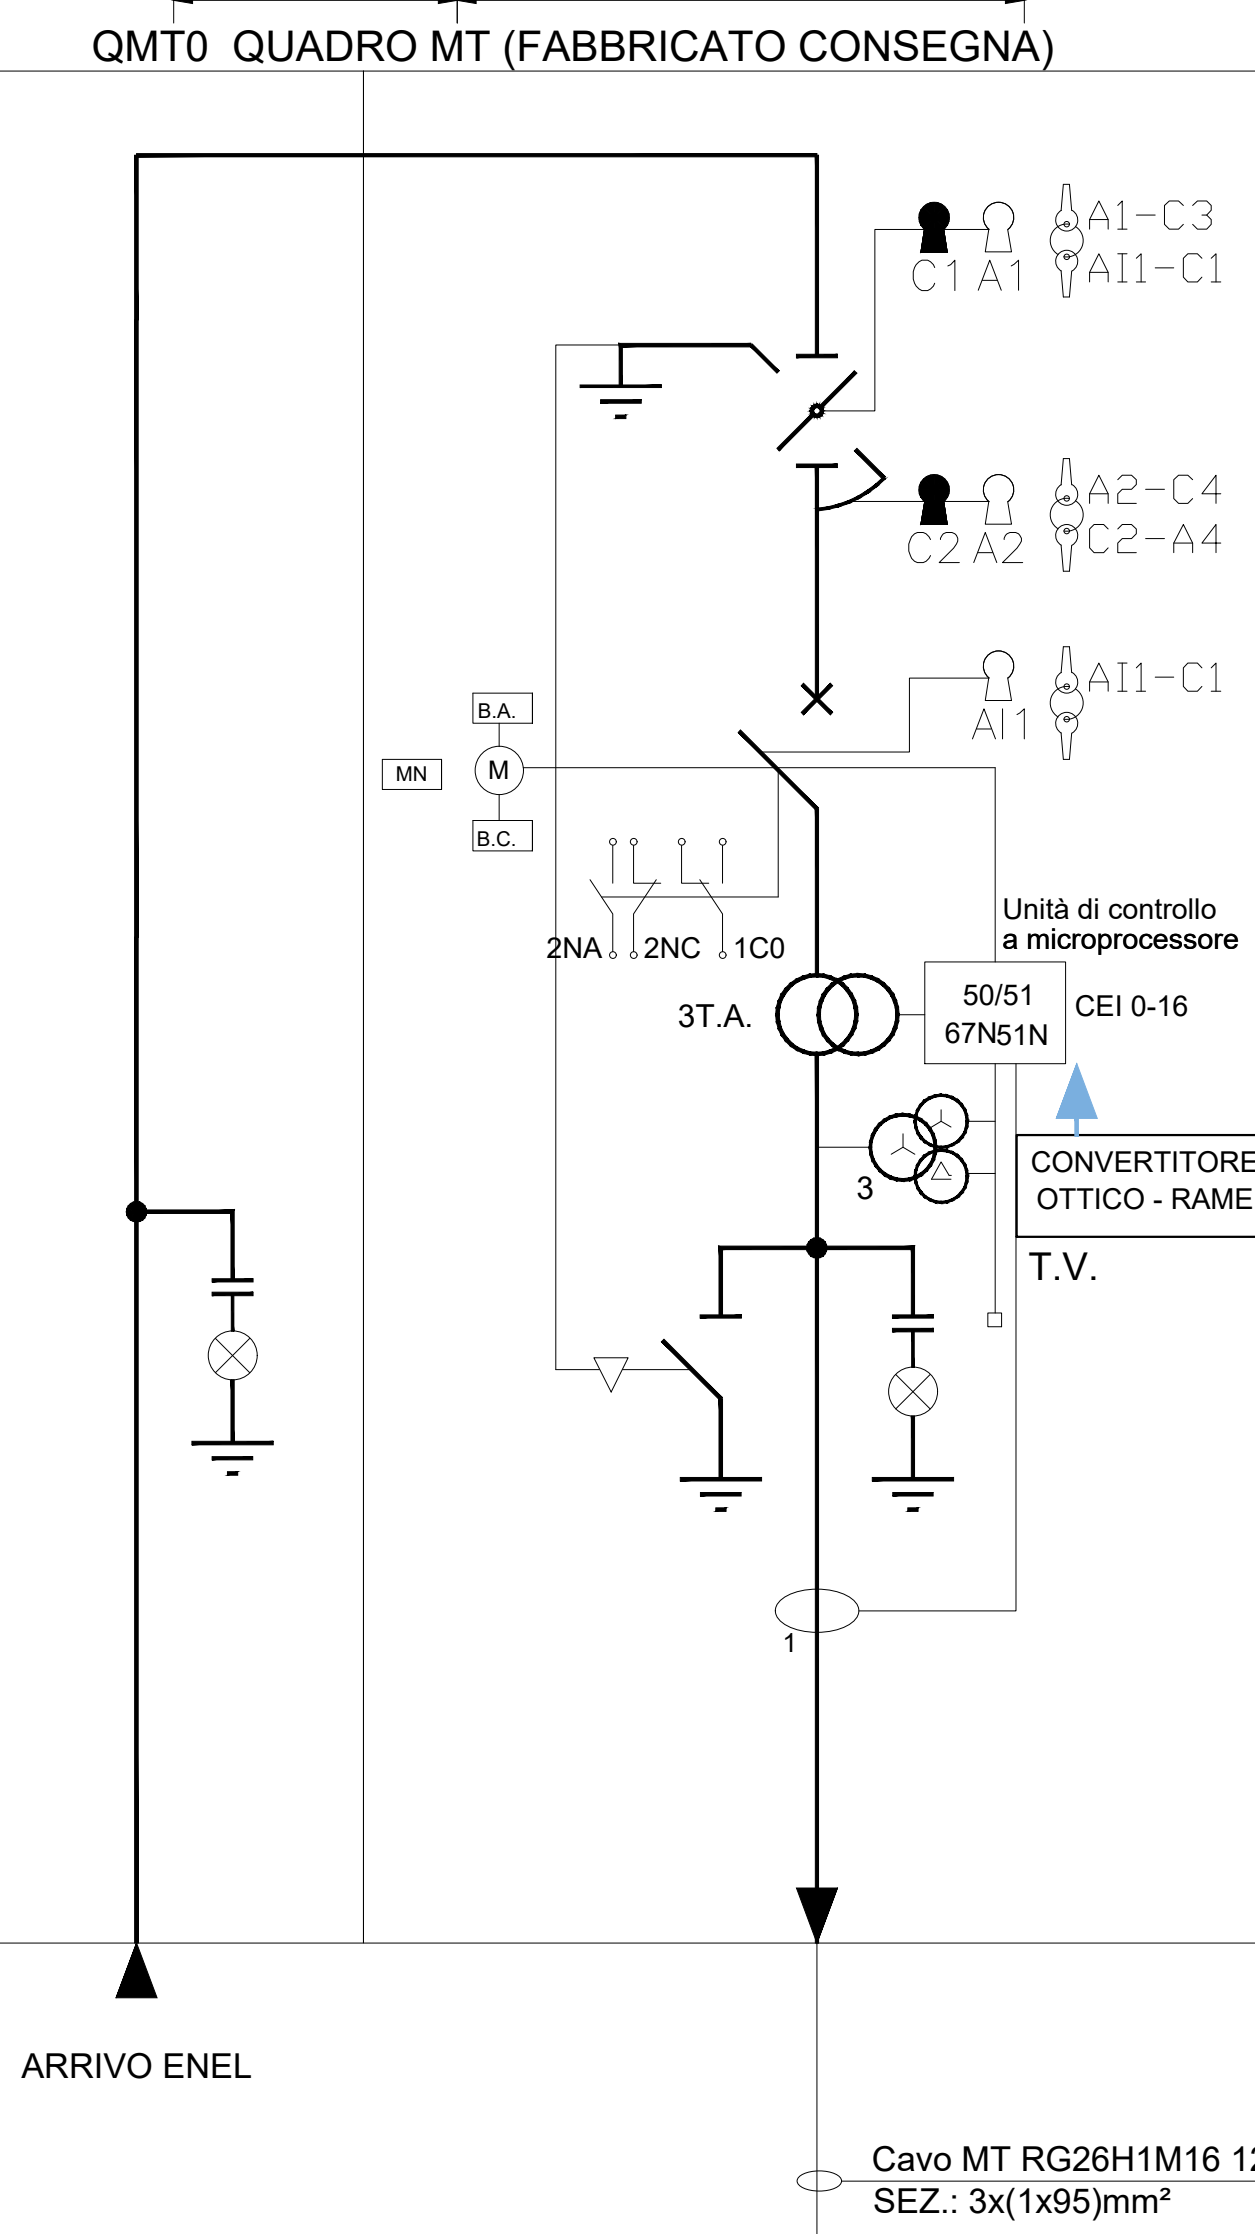 QMT0 QUADRO MT (FABBRICATO CONSEGNA)
A1-C3
AI1-C1
C1 A1
A2-C4
C2-A4
C2 A2
AI1-C1
AI1
B.A.
MN
M
B.C.
2NA
2NC
1C0
Unità di controllo
a microprocessore
3T.A.
50/51
67N51N
CEI 0-16
CONVERTITORE
OTTICO - RAME
3
T.V.
1
ARRIVO ENEL
Cavo MT RG26H1M16 12
SEZ.: 3x(1x95)mm²